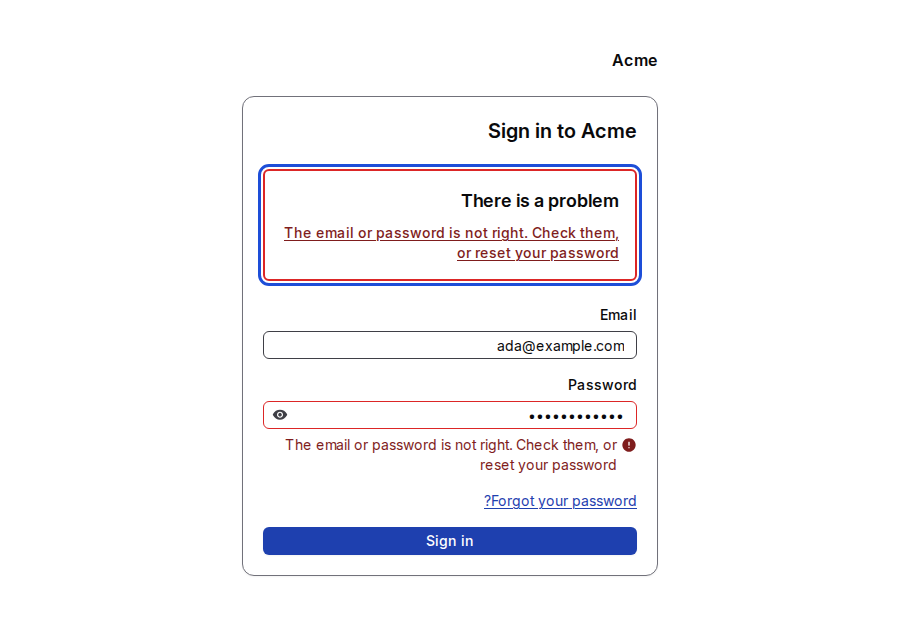 Acme
Sign in to Acme
There is a problem
The email or password is not right. Check them,
or reset your password
Email
ada@example.com
Password
••••••••••••
The email or password is not right. Check them, or
reset your password
?Forgot your password
Sign in